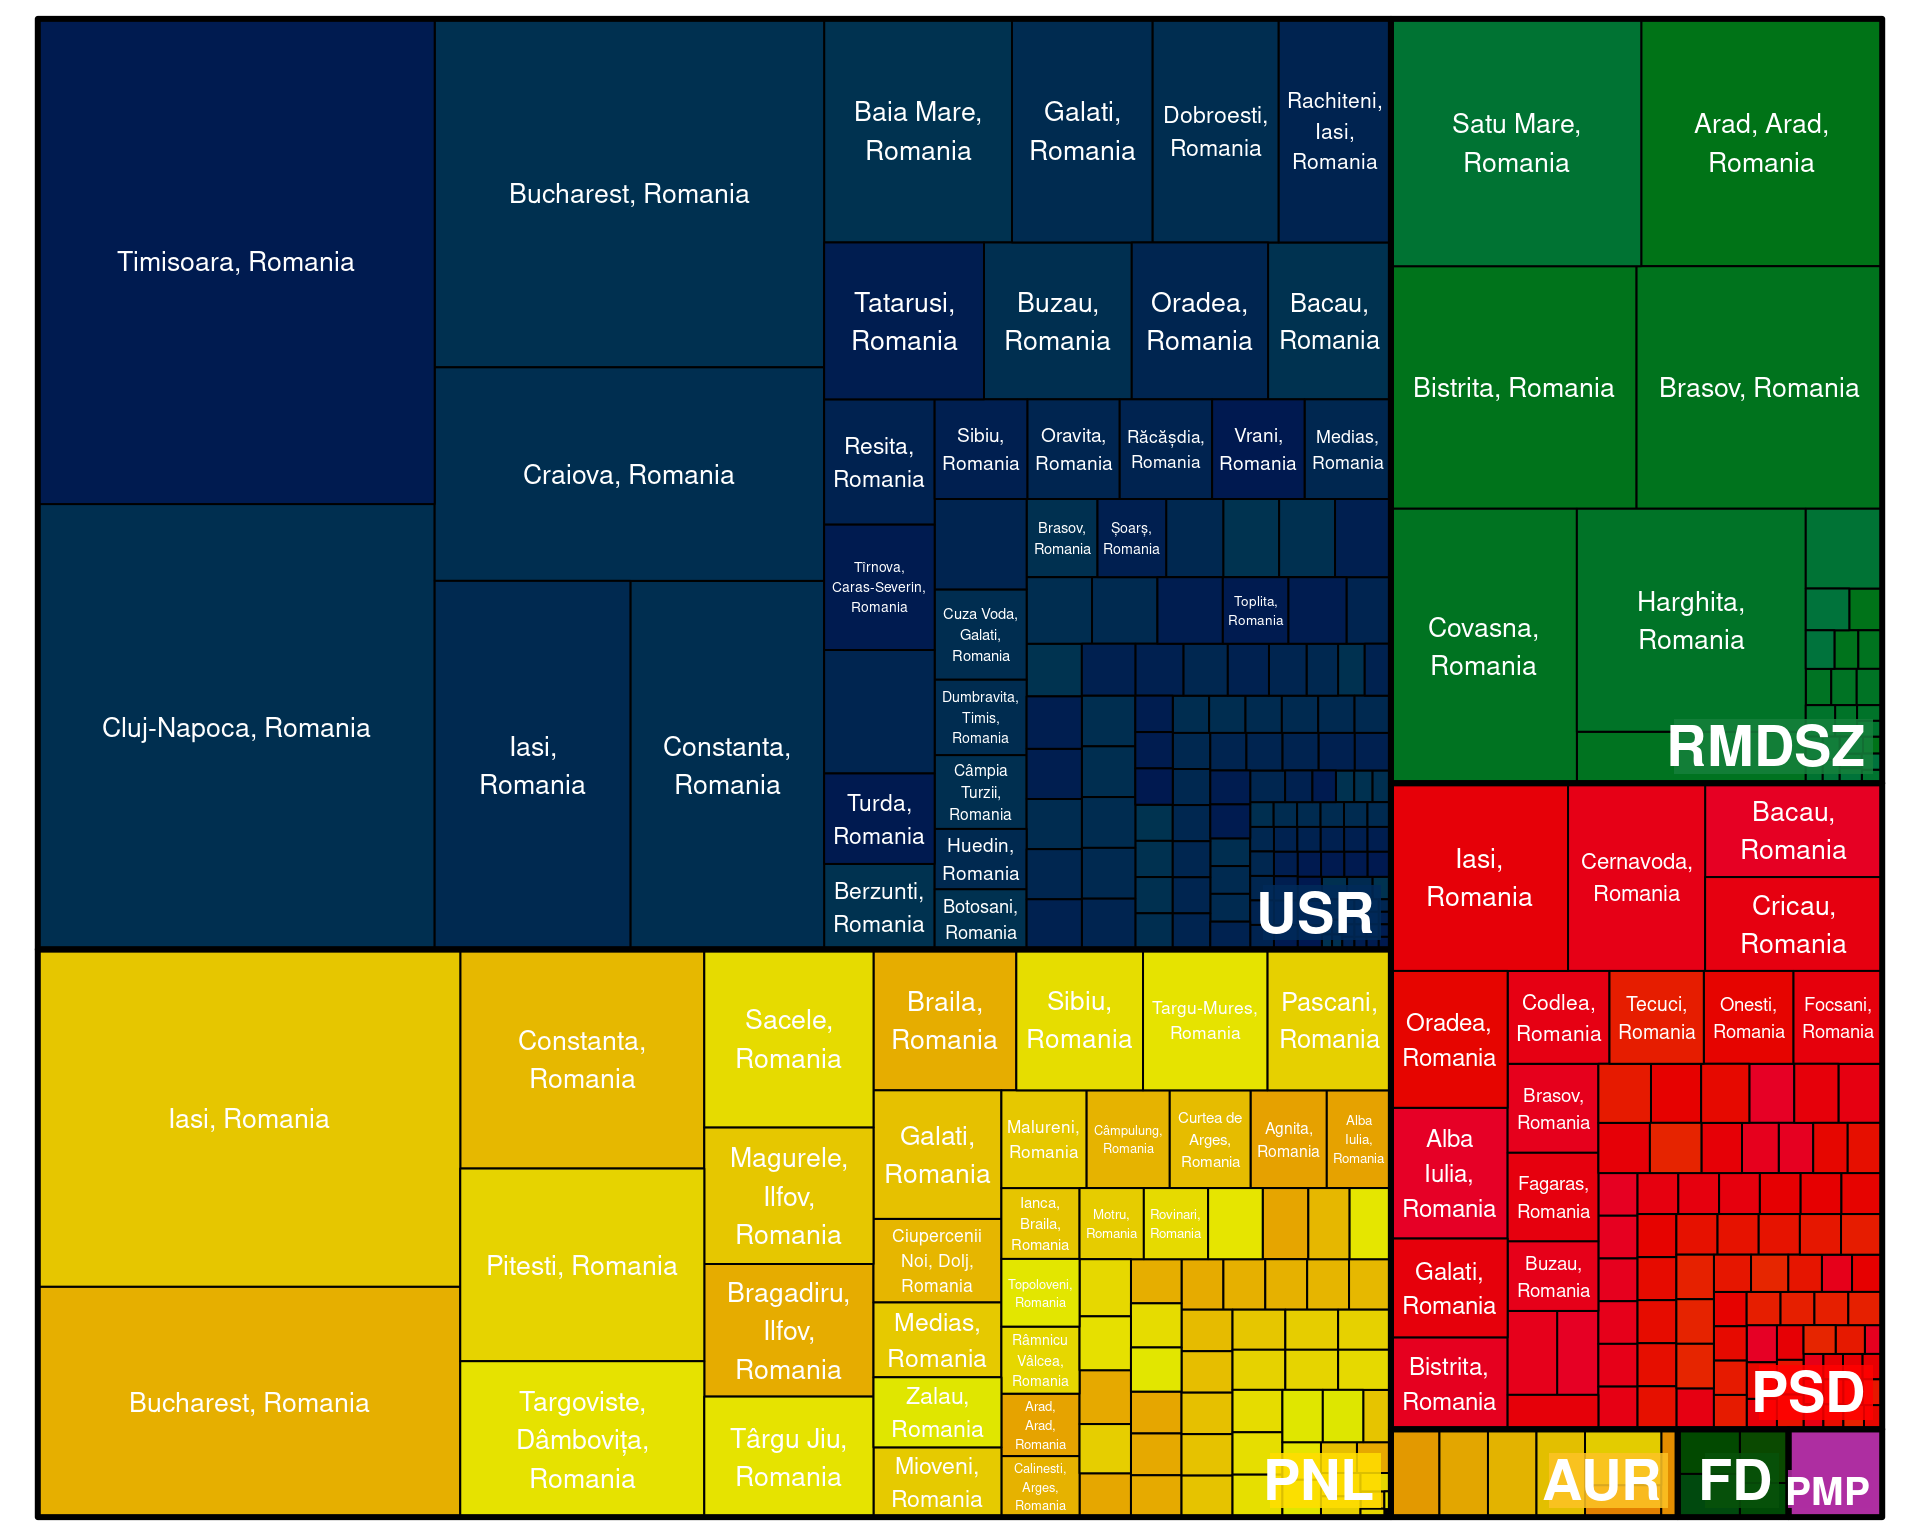 Timisoara, Romania
Cluj-Napoca, Romania
Bucharest, Romania
Craiova, Romania
Iasi,
Romania
Constanta,
Romania
Baia Mare,
Romania
Galati,
Romania
Dobroesti,
Romania
Rachiteni,
Iasi,
Romania
Tatarusi,
Romania
Buzau,
Romania
Oradea,
Romania
Bacau,
Romania
Resita,
Romania
Tîrnova,
Caras-Severin,
Romania
Turda,
Romania
Berzunti,
Romania
Sibiu,
Romania
Oravita,
Romania
Răcășdia,
Romania
Vrani,
Romania
Medias,
Romania
Brasov,
Romania
Șoarș,
Romania
Toplita,
Romania
Cuza Voda,
Galati,
Romania
Dumbravita,
Timis,
Romania
Câmpia
Turzii,
Romania
Huedin,
Romania
Botosani,
Romania
USR
Satu Mare,
Romania
Arad, Arad,
Romania
Bistrita, Romania
Brasov, Romania
Covasna,
Romania
Harghita,
Romania
RMDSZ
Iasi, Romania
Bucharest, Romania
Constanta,
Romania
Pitesti, Romania
Targoviste,
Dâmbovița,
Romania
Sacele,
Romania
Magurele,
Ilfov,
Romania
Bragadiru,
Ilfov,
Romania
Târgu Jiu,
Romania
Braila,
Romania
Sibiu,
Romania
Targu-Mures,
Romania
Pascani,
Romania
Galati,
Romania
Ciupercenii
Noi, Dolj,
Romania
Medias,
Romania
Zalau,
Romania
Mioveni,
Romania
Malureni,
Romania
Câmpulung,
Romania
Curtea de
Arges,
Romania
Agnita,
Romania
Alba
Iulia,
Romania
Ianca,
Braila,
Romania
Motru,
Romania
Rovinari,
Romania
Topoloveni,
Romania
Râmnicu
Vâlcea,
Romania
Arad,
Arad,
Romania
Calinesti,
Arges,
Romania
PNL
Iasi,
Romania
Cernavoda,
Romania
Bacau,
Romania
Cricau,
Romania
Oradea,
Romania
Alba
Iulia,
Romania
Galati,
Romania
Bistrita,
Romania
Codlea,
Romania
Tecuci,
Romania
Onesti,
Romania
Focsani,
Romania
Brasov,
Romania
Fagaras,
Romania
Buzau,
Romania
PSD
AUR
FD
PMP